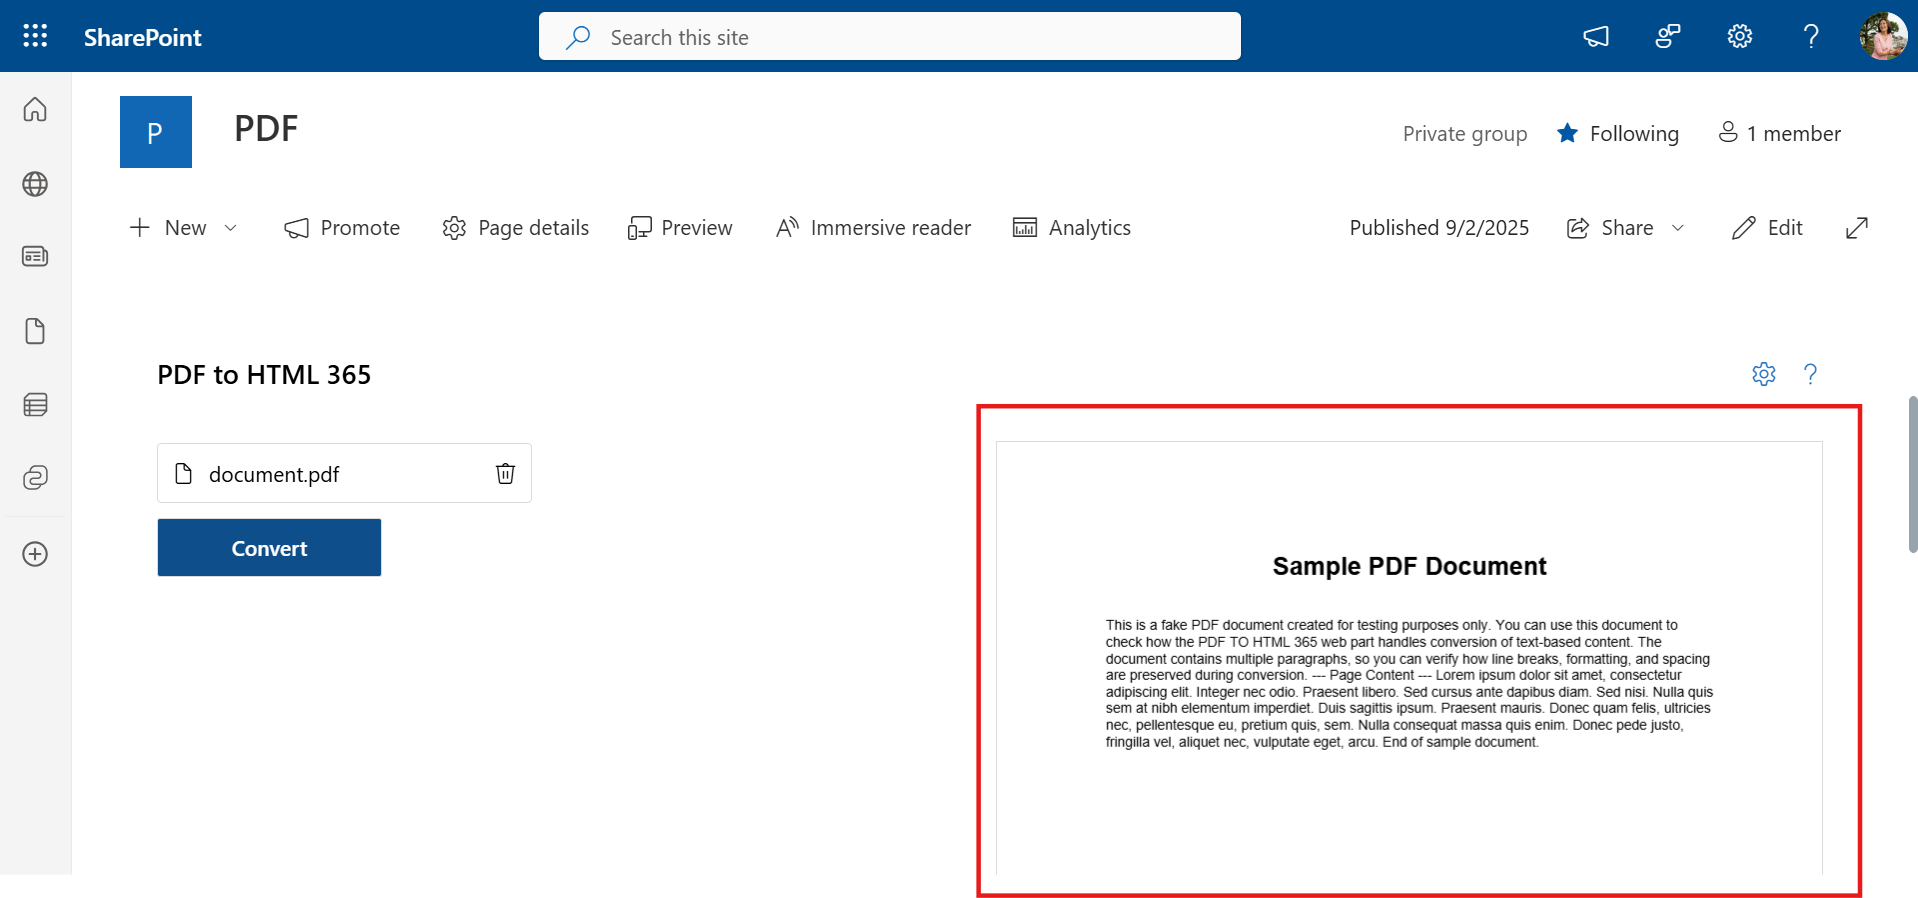 SharePoint
Search this site
P
PDF
Private group
Following
1 member
New
Promote
Page details
Preview
Immersive reader
Analytics
Published 9/2/2025
Share
Edit
PDF to HTML 365
document.pdf
Convert
Sample PDF Document
This is a fake PDF document created for testing purposes only. You can use this document to
check how the PDF TO HTML 365 web part handles conversion of text-based content. The
document contains multiple paragraphs, so you can verify how line breaks, formatting, and spacing
are preserved during conversion. --- Page Content --- Lorem ipsum dolor sit amet, consectetur
adipiscing elit. Integer nec odio. Praesent libero. Sed cursus ante dapibus diam. Sed nisi. Nulla quis
sem at nibh elementum imperdiet. Duis sagittis ipsum. Praesent mauris. Donec quam felis, ultricies
nec, pellentesque eu, pretium quis, sem. Nulla consequat massa quis enim. Donec pede justo,
fringilla vel, aliquet nec, vulputate eget, arcu. End of sample document.